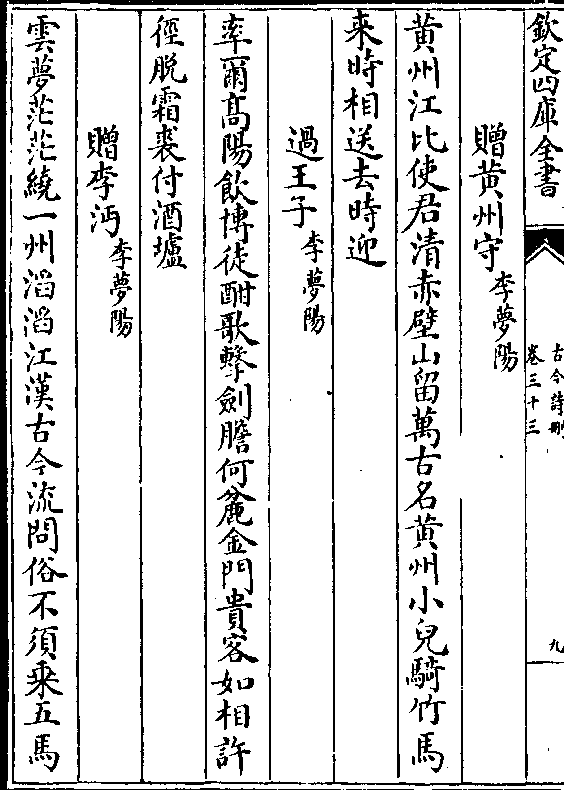 欽定四庫全書
古今詩刪
卷三十三
九
贈黄州守李夢陽
黄州江比使君清赤壁山留萬古名黄州小兒騎竹馬
来時相送去時迎
過王子李夢陽
率爾髙陽飲博徒酣歌擊劍膽何麄金門貴客如相許
徑脱霜裘付酒壚
贈李沔李夢陽
雲夢茫茫繞一州滔滔江漢古今流問俗不須乘五馬